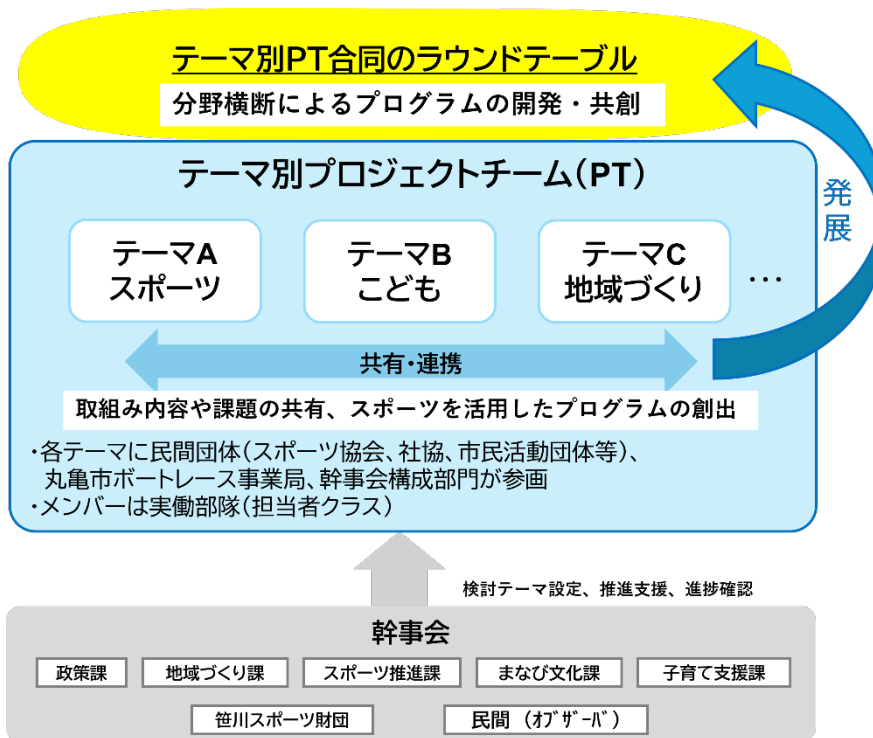 テーマ別PT合同のラウンドテーブル
分野横断によるプログラムの開発・共創
テーマ別プロジェクトチーム(PT)
テーマA
スポーツ
テーマB
こども
テーマC
地域づくり
…
発展
共有・連携
取組み内容や課題の共有、スポーツを活用したプログラムの創出
・各テーマに民間団体(スポーツ協会、社協、市民活動団体等)、
丸亀市ボートレース事業局、幹事会構成部門が参画
・メンバーは実働部隊(担当者クラス)
検討テーマ設定、推進支援、進捗確認
幹事会
政策課
地域づくり課
スポーツ推進課
まなび文化課
子育て支援課
笹川スポーツ財団
民間 (ｵﾌﾞｻﾞｰﾊﾞ)